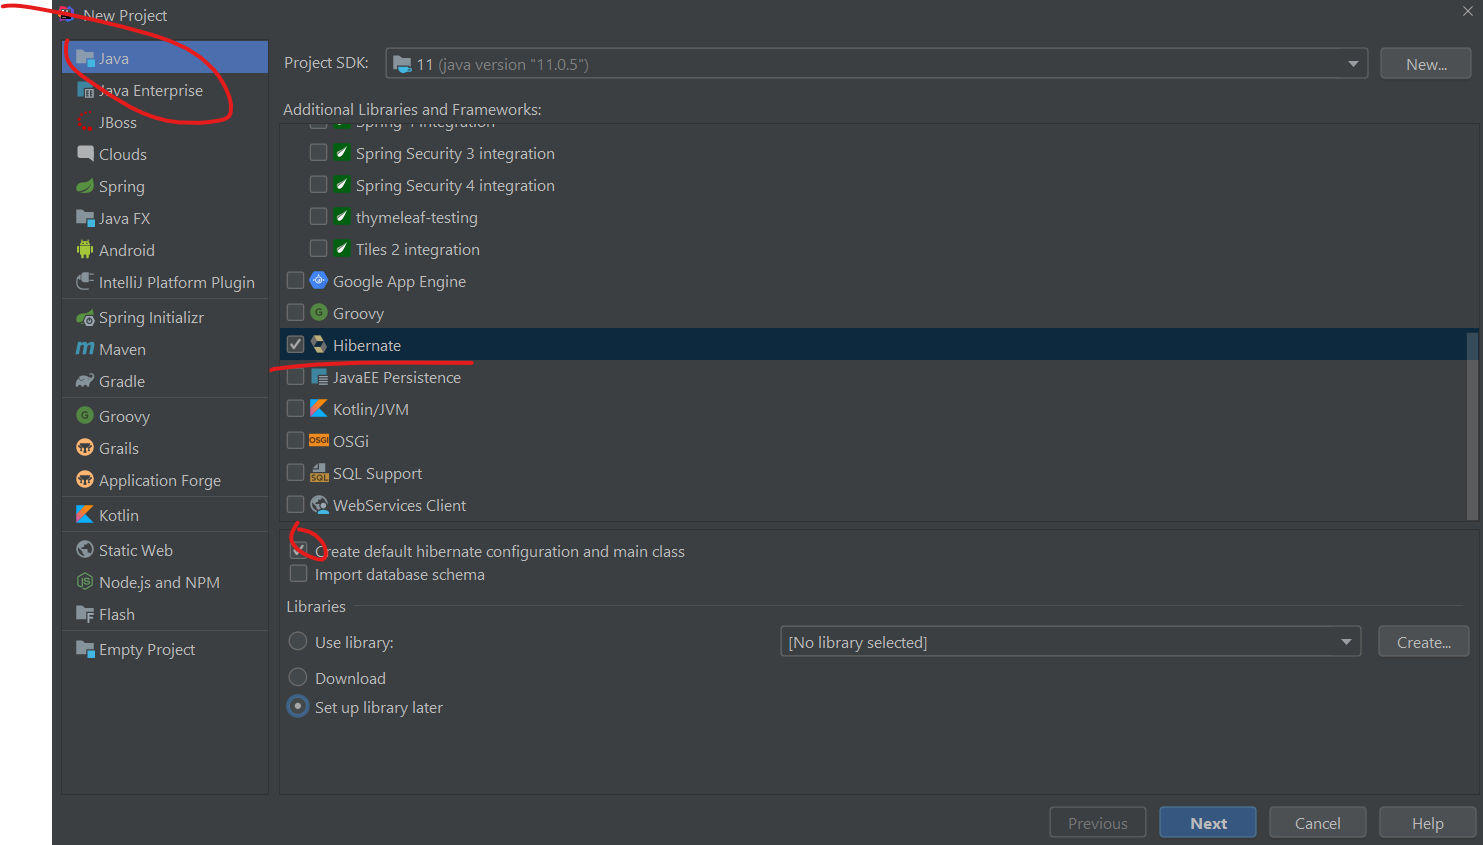 New Project
Java
Java Enterprise
JBoss
Clouds
Spring
Java FX
Android
IntelliJ Platform Plugin
Spring Initializr
Maven
Gradle
Groovy
Grails
Application Forge
Kotlin
Static Web
Node.js and NPM
Flash
Empty Project
Project SDK: 11 (java version "11.0.5") New...
Additional Libraries and Frameworks:
Spring 4 integration
Spring Security 3 integration
Spring Security 4 integration
thymeleaf-testing
Tiles 2 integration
Google App Engine
Groovy
Hibernate
JavaEE Persistence
Kotlin/JVM
OSGi
SQL Support
WebServices Client
Create default hibernate configuration and main class
Import database schema
Libraries
Use library: [No library selected] Create...
Download
Set up library later
Previous Next Cancel Help